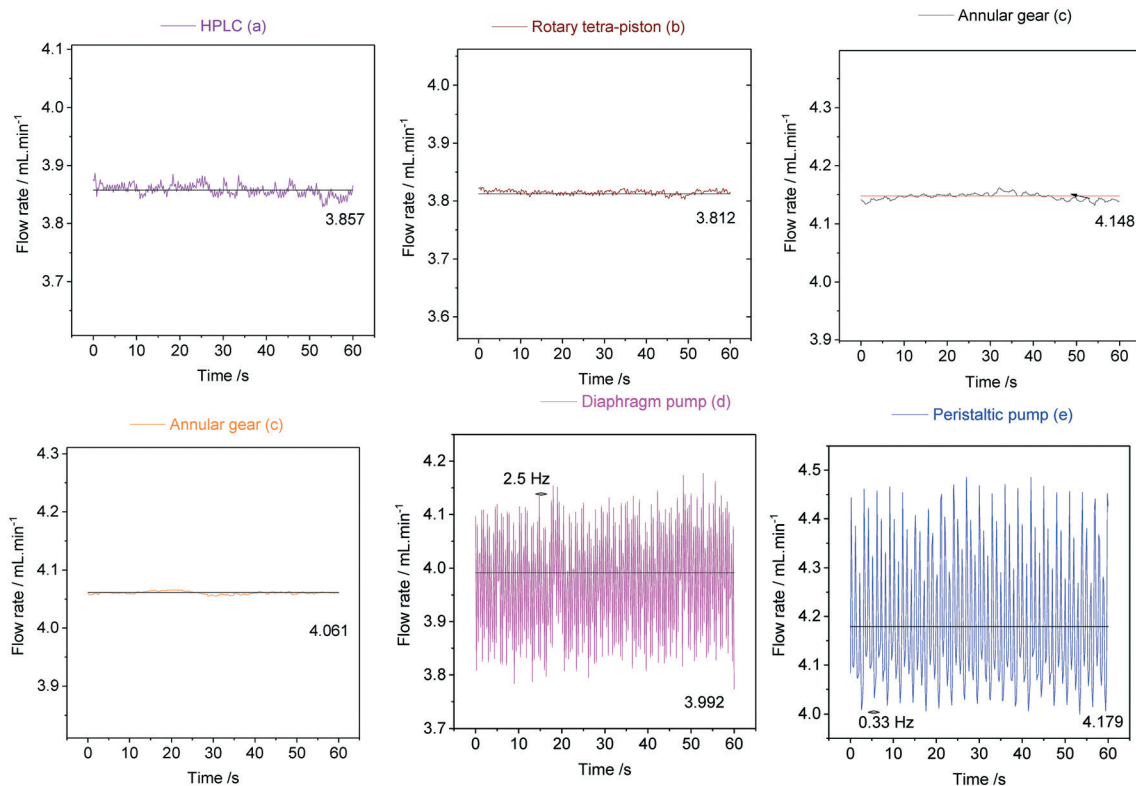 HPLC (a)
4.1
4.0
3.9
3.8
3.7
Flow rate / mL.min⁻¹
3.857
0 10 20 30 40 50 60
Time /s
Rotary tetra-piston (b)
4.0
3.9
3.8
3.7
3.6
Flow rate / mL.min⁻¹
3.812
0 10 20 30 40 50 60
Time /s
Annular gear (c)
4.3
4.2
4.1
4.0
3.9
Flow rate / mL.min⁻¹
4.148
0 10 20 30 40 50 60
Time /s
Annular gear (c)
4.3
4.2
4.1
4.0
3.9
Flow rate / mL.min⁻¹
4.061
0 10 20 30 40 50 60
Time /s
Diaphragm pump (d)
4.2
4.1
4.0
3.9
3.8
3.7
Flow rate / mL.min⁻¹
2.5 Hz
3.992
0 10 20 30 40 50 60
Time /s
Peristaltic pump (e)
4.5
4.4
4.3
4.2
4.1
4.0
Flow rate / mL.min⁻¹
0.33 Hz
4.179
0 10 20 30 40 50 60
Time /s